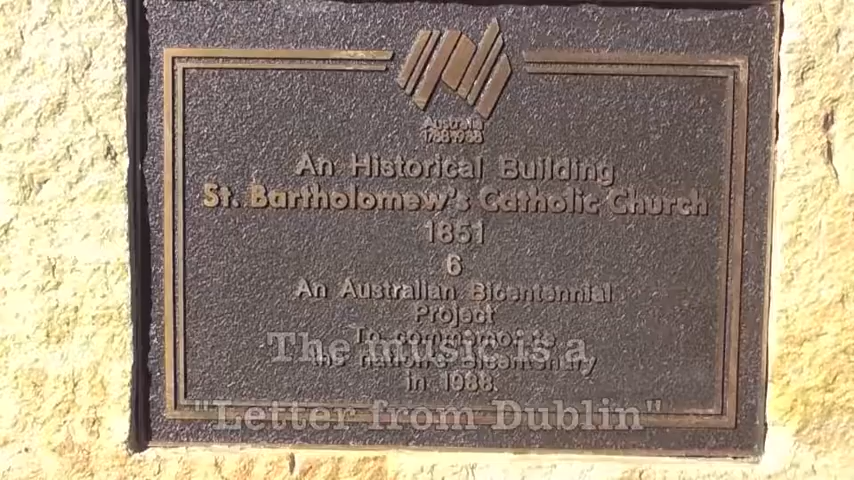 Australia
1788-1988
An Historical Building
St. Bartholomew's Catholic Church
1851
6
An Australian Bicentennial
Project
To commemorate
The music is a
the nation's bicentenary
in 1988.
"Letter from Dublin"